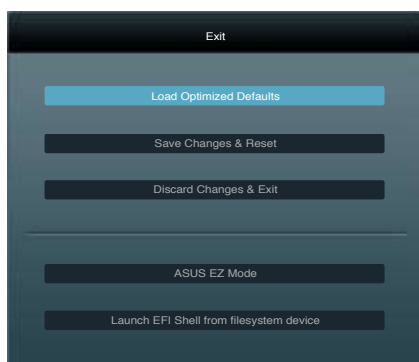 Exit
Load Optimized Defaults
Save Changes & Reset
Discard Changes & Exit
ASUS EZ Mode
Launch EFI Shell from filesystem device